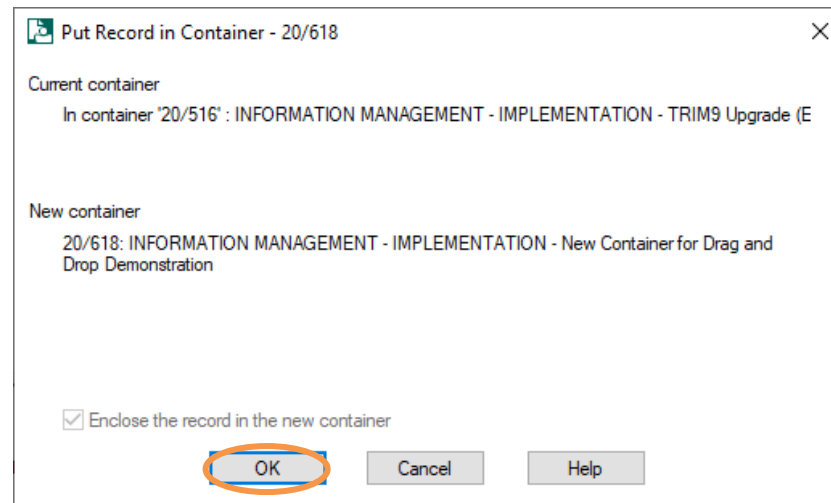 Put Record in Container - 20/618
Current container
In container '20/516' : INFORMATION MANAGEMENT - IMPLEMENTATION - TRIM9 Upgrade (E
New container
20/618: INFORMATION MANAGEMENT - IMPLEMENTATION - New Container for Drag and
Drop Demonstration
Enclose the record in the new container
OK Cancel Help